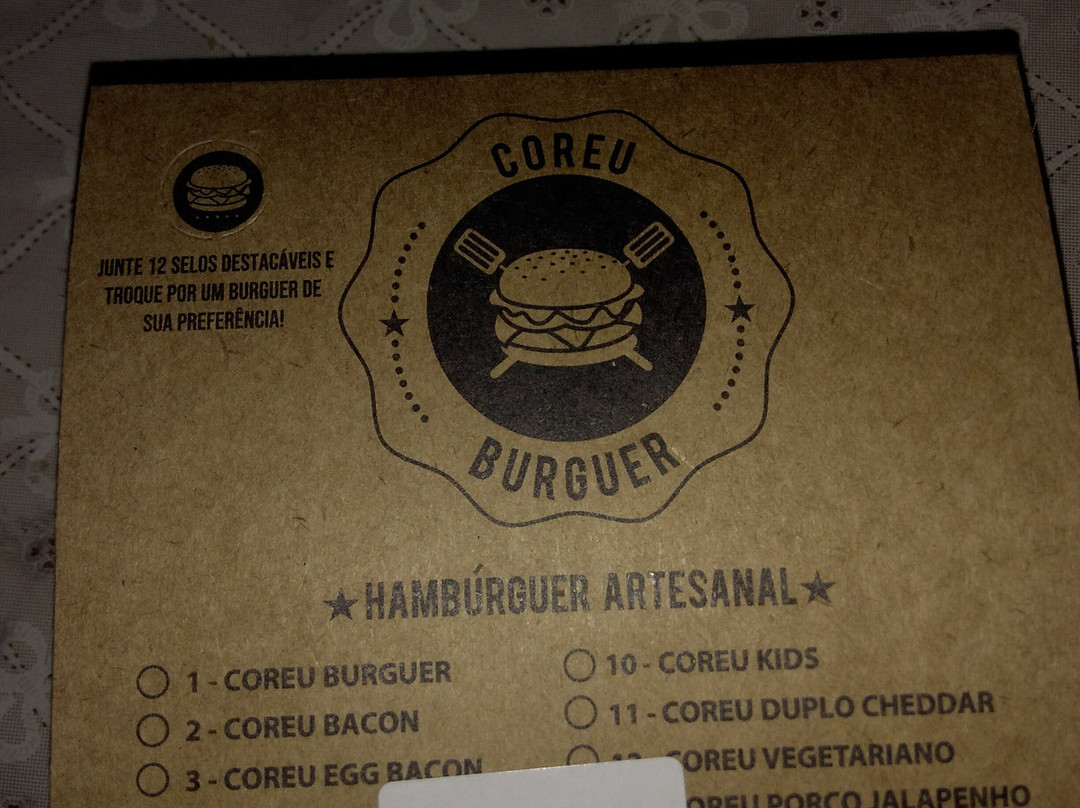 COREU
BURGUER
JUNTE 12 SELOS DESTACÁVEIS E
TROQUE POR UM BURGUER DE
SUA PREFERÊNCIA!
HAMBÚRGUER ARTESANAL
1 - COREU BURGUER
2 - COREU BACON
3 - COREU EGG BACON
10 - COREU KIDS
11 - COREU DUPLO CHEDDAR
12 - COREU VEGETARIANO
PORCO JALAPENHO